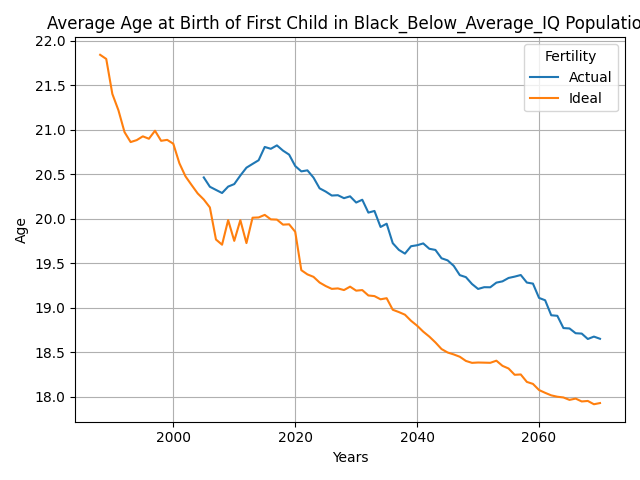 Average Age at Birth of First Child in Black_Below_Average_IQ Populatio
22.0
21.5
21.0
20.5
20.0
19.5
19.0
18.5
18.0
Age
Fertility
Actual
Ideal
2000 2020 2040 2060
Years